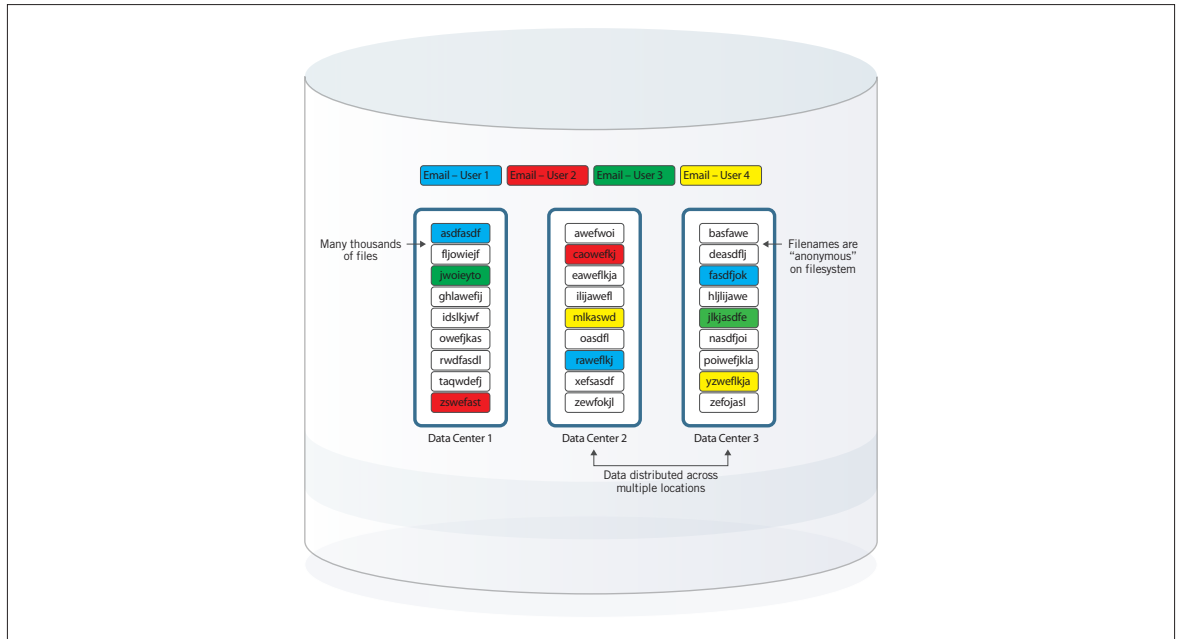 Email – User 1
Email – User 2
Email – User 3
Email – User 4
Many thousands
of files
asdfasdf
fljowiejf
jwoieyto
ghlawefij
idslkjwf
owefjkas
rwdfasdl
taqwdefj
zswefast
Data Center 1
awefwoi
caowefkj
eaweflkja
ilijawefl
mlkaswd
oasdfl
raweflkj
xefsasdf
zewfokjl
Data Center 2
basfawe
deasdflj
fasdfjok
hljlijawe
jlkjasdfe
nasdfjoi
poiwefjkla
yzweflkja
zefojasl
Data Center 3
Filenames are
“anonymous”
on filesystem
Data distributed across
multiple locations